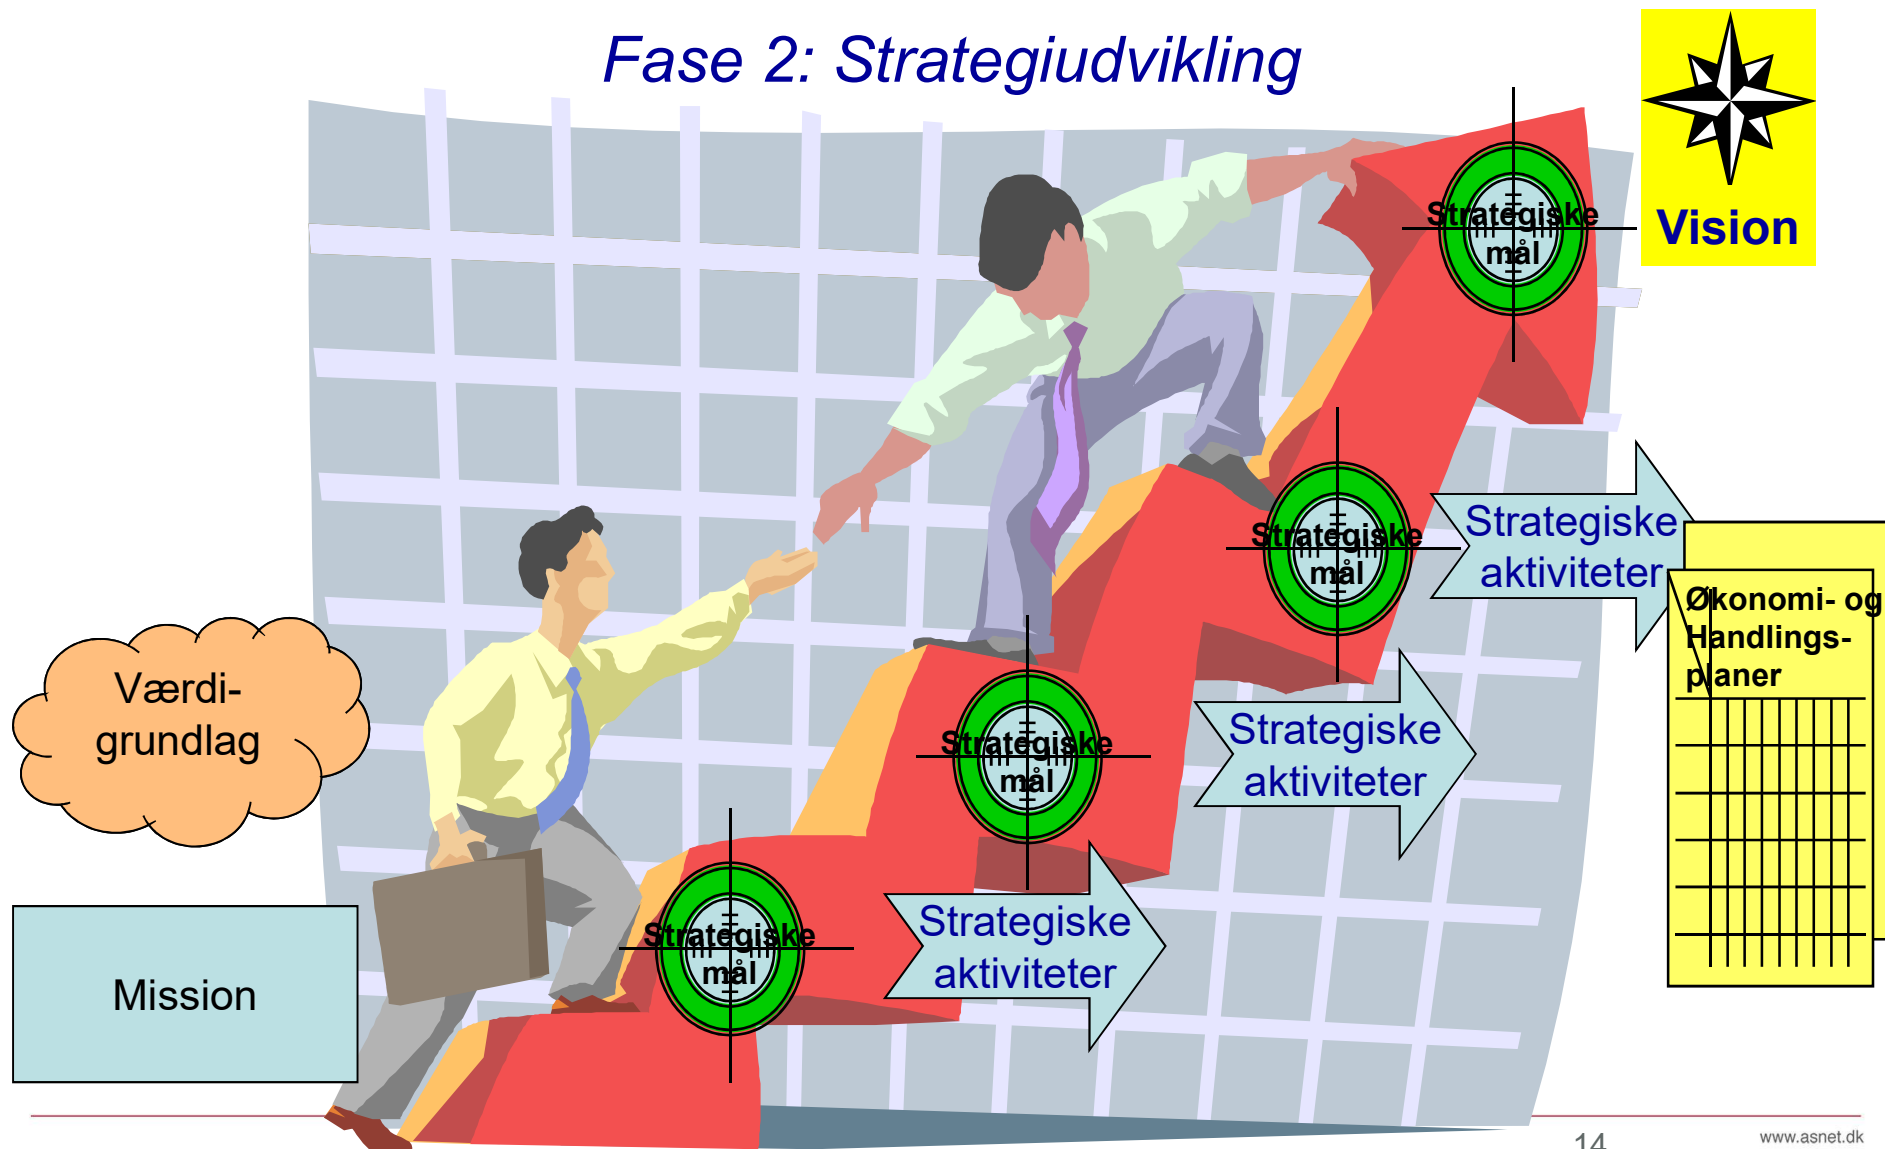 Fase 2: Strategiudvikling
Vision
Strategiske
mål
Strategiske
mål
Strategiske
aktiviteter
Økonomi- og
Handlings-
planer
Værdi-
grundlag
Strategiske
mål
Strategiske
aktiviteter
Strategiske
mål
Strategiske
aktiviteter
Mission
14
www.asnet.dk